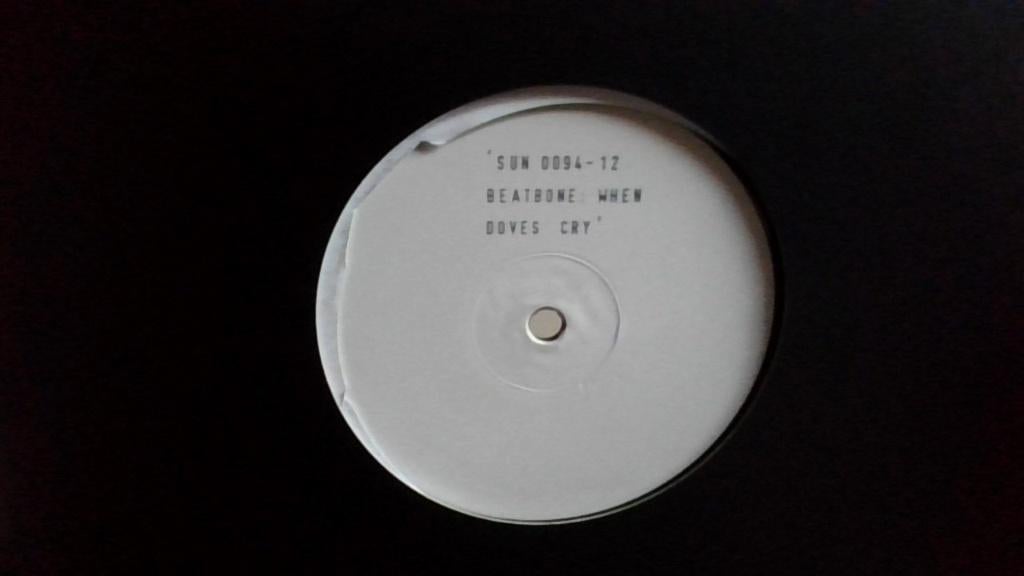 'SUN 0094-12
BEATBONE: WHEN
DOVES CRY'